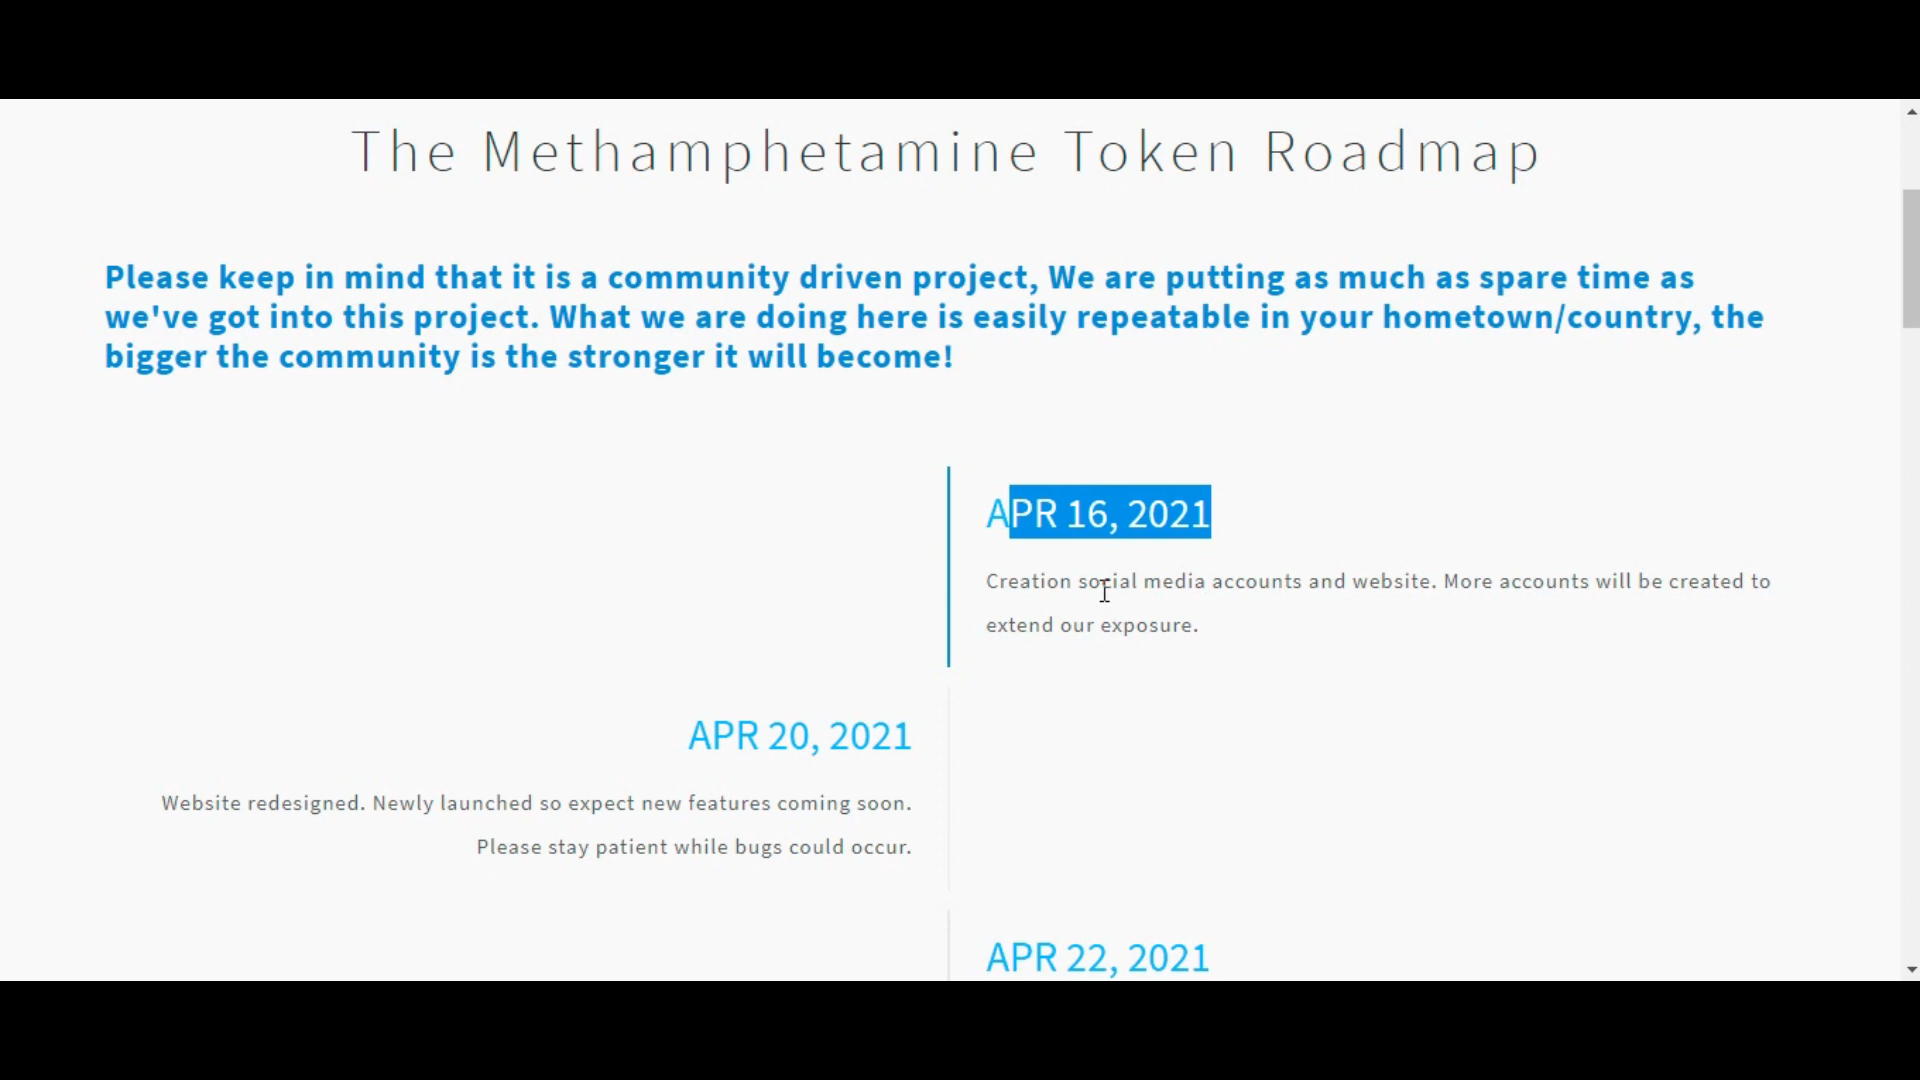 The Methamphetamine Token Roadmap
Please keep in mind that it is a community driven project, We are putting as much as spare time as
we've got into this project. What we are doing here is easily repeatable in your hometown/country, the
bigger the community is the stronger it will become!
APR 16, 2021
Creation social media accounts and website. More accounts will be created to
extend our exposure.
APR 20, 2021
Website redesigned. Newly launched so expect new features coming soon.
Please stay patient while bugs could occur.
APR 22, 2021